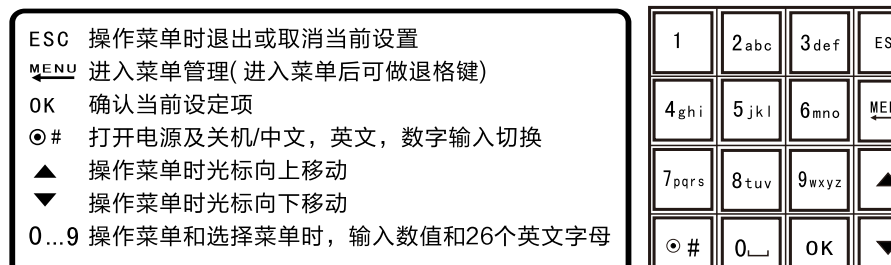 ESC 操作菜单时退出或取消当前设置
MENU 进入菜单管理( 进入菜单后可做退格键)
OK 确认当前设定项
⦿# 打开电源及关机/中文，英文，数字输入切换
▲ 操作菜单时光标向上移动
▼ 操作菜单时光标向下移动
0...9 操作菜单和选择菜单时，输入数值和26个英文字母
1 2abc 3def ES
4ghi 5jkl 6mno ME
7pqrs 8tuv 9wxyz ▲
⦿# 0⎵ OK ▼